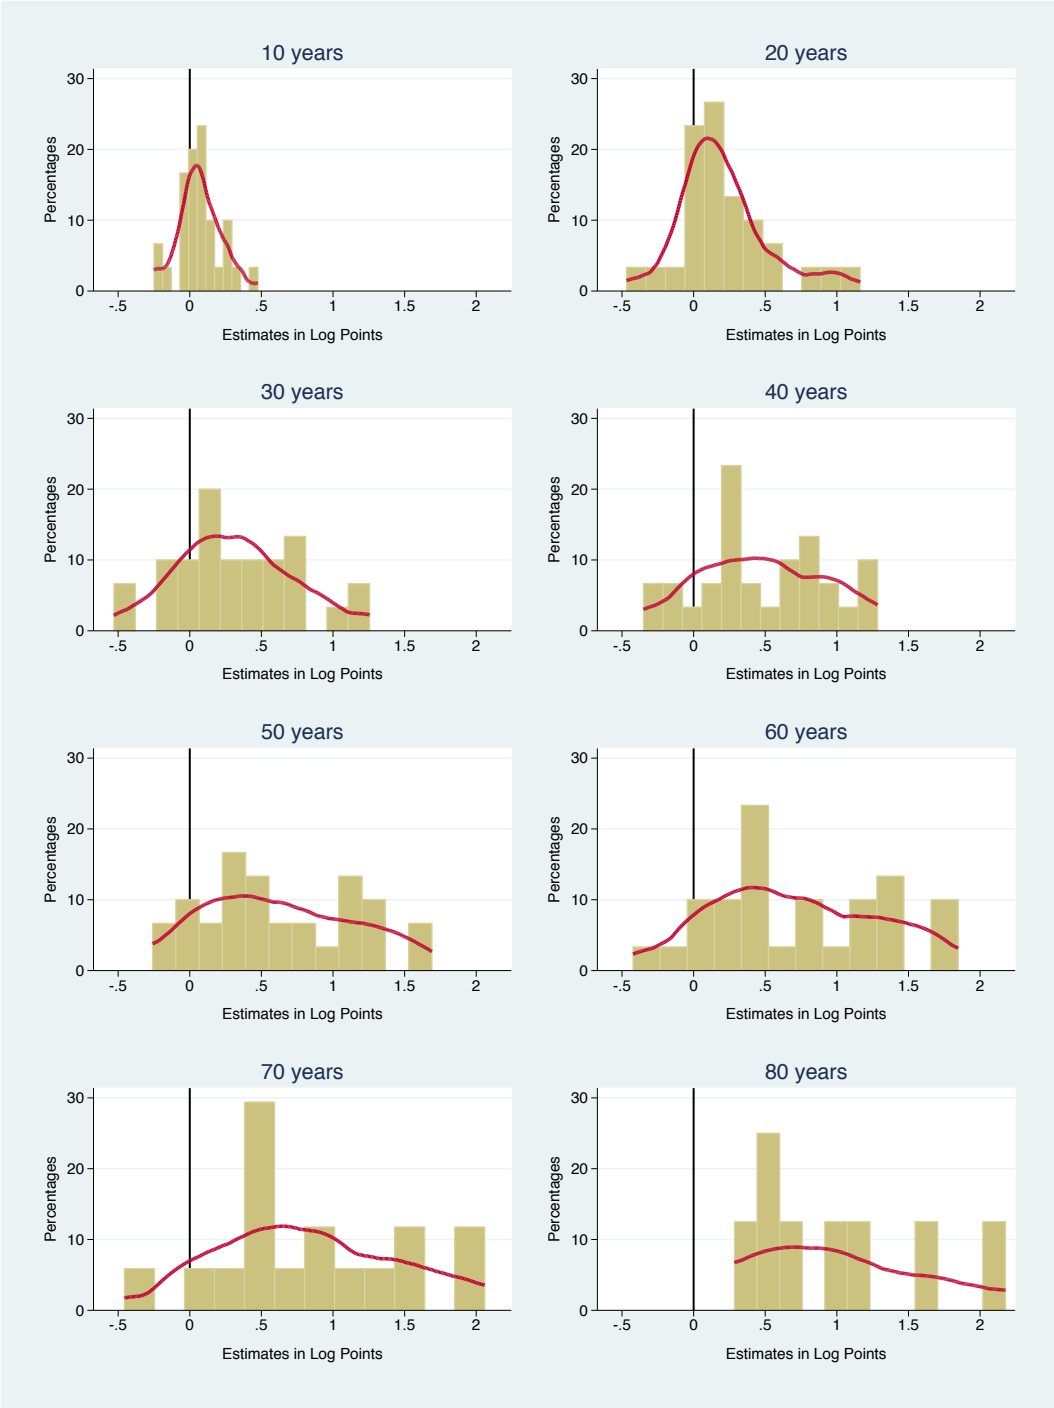 10 years
20 years
30
20
10
0
Percentages
-.5 0 .5 1 1.5 2
Estimates in Log Points
30
20
10
0
Percentages
-.5 0 .5 1 1.5 2
Estimates in Log Points
30 years
40 years
30
20
10
0
Percentages
-.5 0 .5 1 1.5 2
Estimates in Log Points
30
20
10
0
Percentages
-.5 0 .5 1 1.5 2
Estimates in Log Points
50 years
60 years
30
20
10
0
Percentages
-.5 0 .5 1 1.5 2
Estimates in Log Points
30
20
10
0
Percentages
-.5 0 .5 1 1.5 2
Estimates in Log Points
70 years
80 years
30
20
10
0
Percentages
-.5 0 .5 1 1.5 2
Estimates in Log Points
30
20
10
0
Percentages
-.5 0 .5 1 1.5 2
Estimates in Log Points